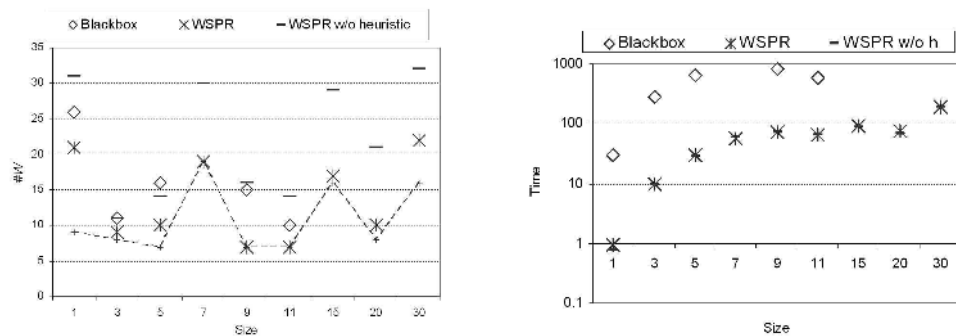 Blackbox WSPR WSPR w/o heuristic
35
30
25
20
15
10
5
0
#W
1 3 5 7 9 11 15 20 30
Size
Blackbox WSPR WSPR w/o h
1000
100
10
1
0.1
Time
1 3 5 7 9 11 15 20 30
Size